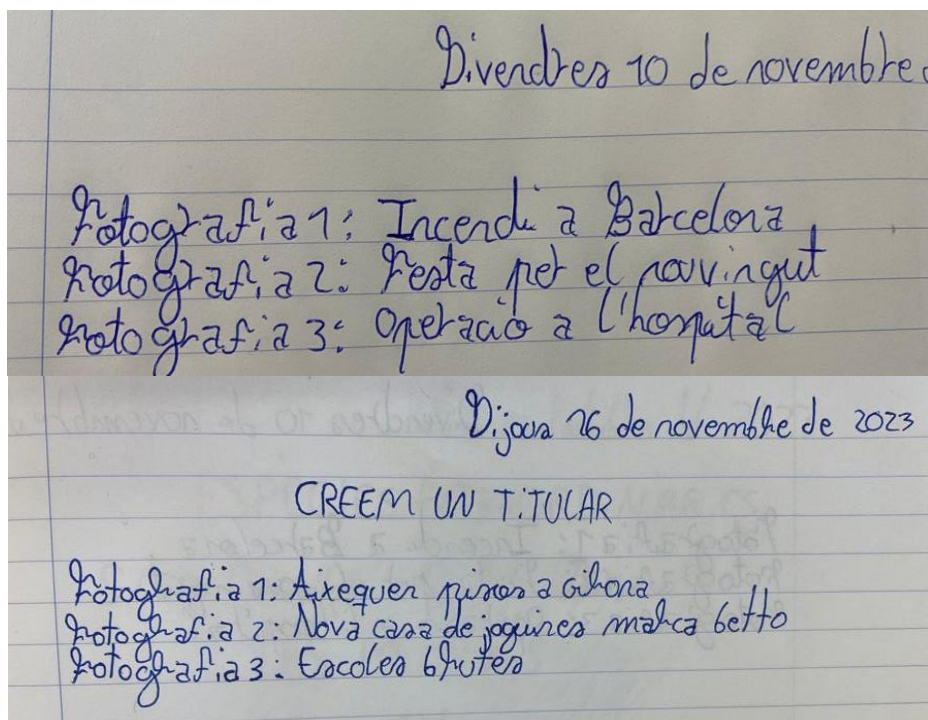 Divendres 10 de novembre.
Fotografia 1: Incendi a Barcelona
Fotografia 2: Festa per el nouvingut
Fotografia 3: Operació a l'hospital
Dijous 16 de novembre de 2023
CREEM UN TITULAR
Fotografia 1: Aixequen pisos a Girona
Fotografia 2: Nova casa de joguines marca betto
Fotografia 3: Escoles brutes